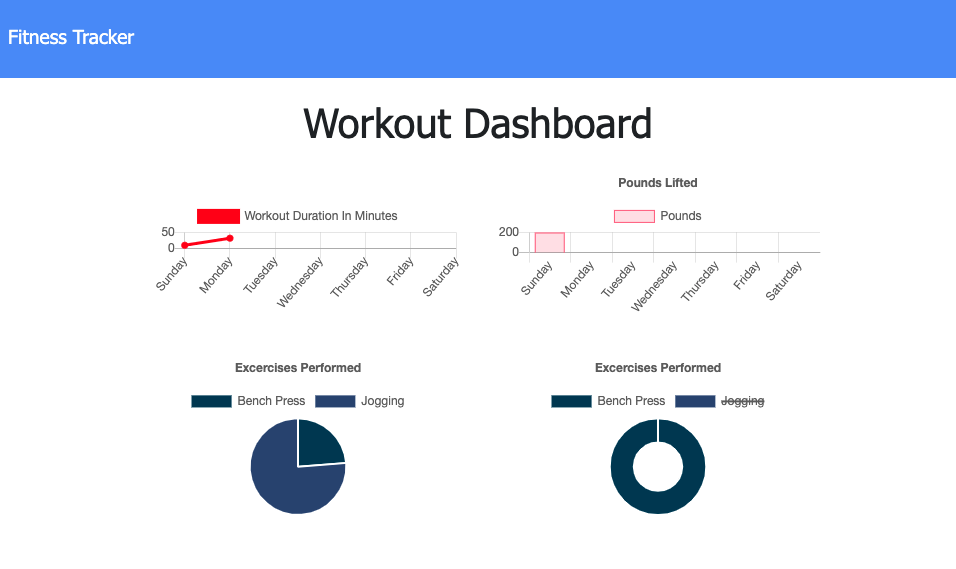 Fitness Tracker
Workout Dashboard
Workout Duration In Minutes
50
0
Sunday Monday Tuesday Wednesday Thursday Friday Saturday
Pounds Lifted
Pounds
200
0
Sunday Monday Tuesday Wednesday Thursday Friday Saturday
Excercises Performed
Bench Press Jogging
Excercises Performed
Bench Press Jogging